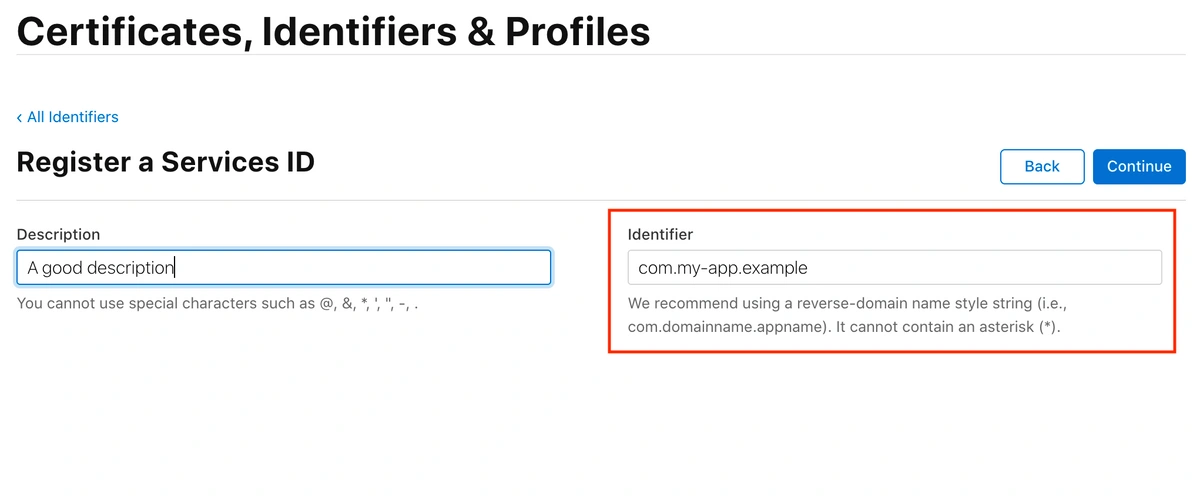 Certificates, Identifiers & Profiles
‹ All Identifiers
Register a Services ID
Back
Continue
Description
A good description
You cannot use special characters such as @, &, *, ', ", -, .
Identifier
com.my-app.example
We recommend using a reverse-domain name style string (i.e.,
com.domainname.appname). It cannot contain an asterisk (*).